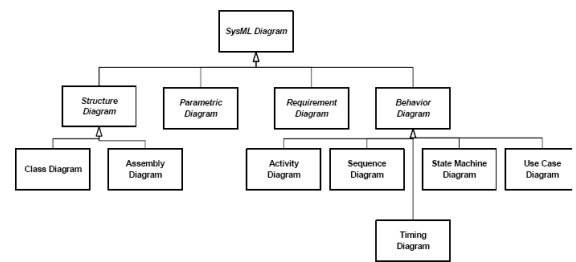 SysML Diagram
Structure
Diagram
Parametric
Diagram
Requirement
Diagram
Behavior
Diagram
Class Diagram
Assembly
Diagram
Activity
Diagram
Sequence
Diagram
State Machine
Diagram
Use Case
Diagram
Timing
Diagram